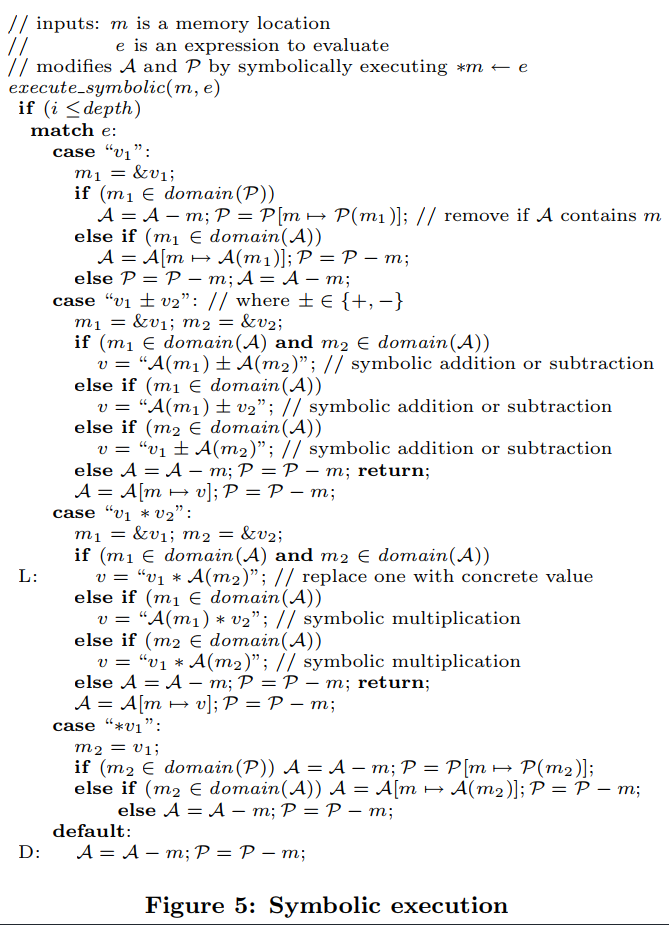 // inputs: m is a memory location
// e is an expression to evaluate
// modifies 𝒜 and 𝒫 by symbolically executing *m ← e
execute_symbolic(m, e)
if (i ≤depth)
match e:
case “v₁”:
m₁ = &v₁;
if (m₁ ∈ domain(𝒫))
𝒜 = 𝒜 − m; 𝒫 = 𝒫[m ↦ 𝒫(m₁)]; // remove if 𝒜 contains m
else if (m₁ ∈ domain(𝒜))
𝒜 = 𝒜[m ↦ 𝒜(m₁)]; 𝒫 = 𝒫 − m;
else 𝒫 = 𝒫 − m; 𝒜 = 𝒜 − m;
case “v₁ ± v₂”: // where ± ∈ {+, −}
m₁ = &v₁; m₂ = &v₂;
if (m₁ ∈ domain(𝒜) and m₂ ∈ domain(𝒜))
v = “𝒜(m₁) ± 𝒜(m₂)”; // symbolic addition or subtraction
else if (m₁ ∈ domain(𝒜))
v = “𝒜(m₁) ± v₂”; // symbolic addition or subtraction
else if (m₂ ∈ domain(𝒜))
v = “v₁ ± 𝒜(m₂)”; // symbolic addition or subtraction
else 𝒜 = 𝒜 − m; 𝒫 = 𝒫 − m; return;
𝒜 = 𝒜[m ↦ v]; 𝒫 = 𝒫 − m;
case “v₁ * v₂”:
m₁ = &v₁; m₂ = &v₂;
if (m₁ ∈ domain(𝒜) and m₂ ∈ domain(𝒜))
L: v = “v₁ * 𝒜(m₂)”; // replace one with concrete value
else if (m₁ ∈ domain(𝒜))
v = “𝒜(m₁) * v₂”; // symbolic multiplication
else if (m₂ ∈ domain(𝒜))
v = “v₁ * 𝒜(m₂)”; // symbolic multiplication
else 𝒜 = 𝒜 − m; 𝒫 = 𝒫 − m; return;
𝒜 = 𝒜[m ↦ v]; 𝒫 = 𝒫 − m;
case “*v₁”:
m₂ = v₁;
if (m₂ ∈ domain(𝒫)) 𝒜 = 𝒜 − m; 𝒫 = 𝒫[m ↦ 𝒫(m₂)];
else if (m₂ ∈ domain(𝒜)) 𝒜 = 𝒜[m ↦ 𝒜(m₂)]; 𝒫 = 𝒫 − m;
else 𝒜 = 𝒜 − m; 𝒫 = 𝒫 − m;
default:
D: 𝒜 = 𝒜 − m; 𝒫 = 𝒫 − m;
Figure 5: Symbolic execution